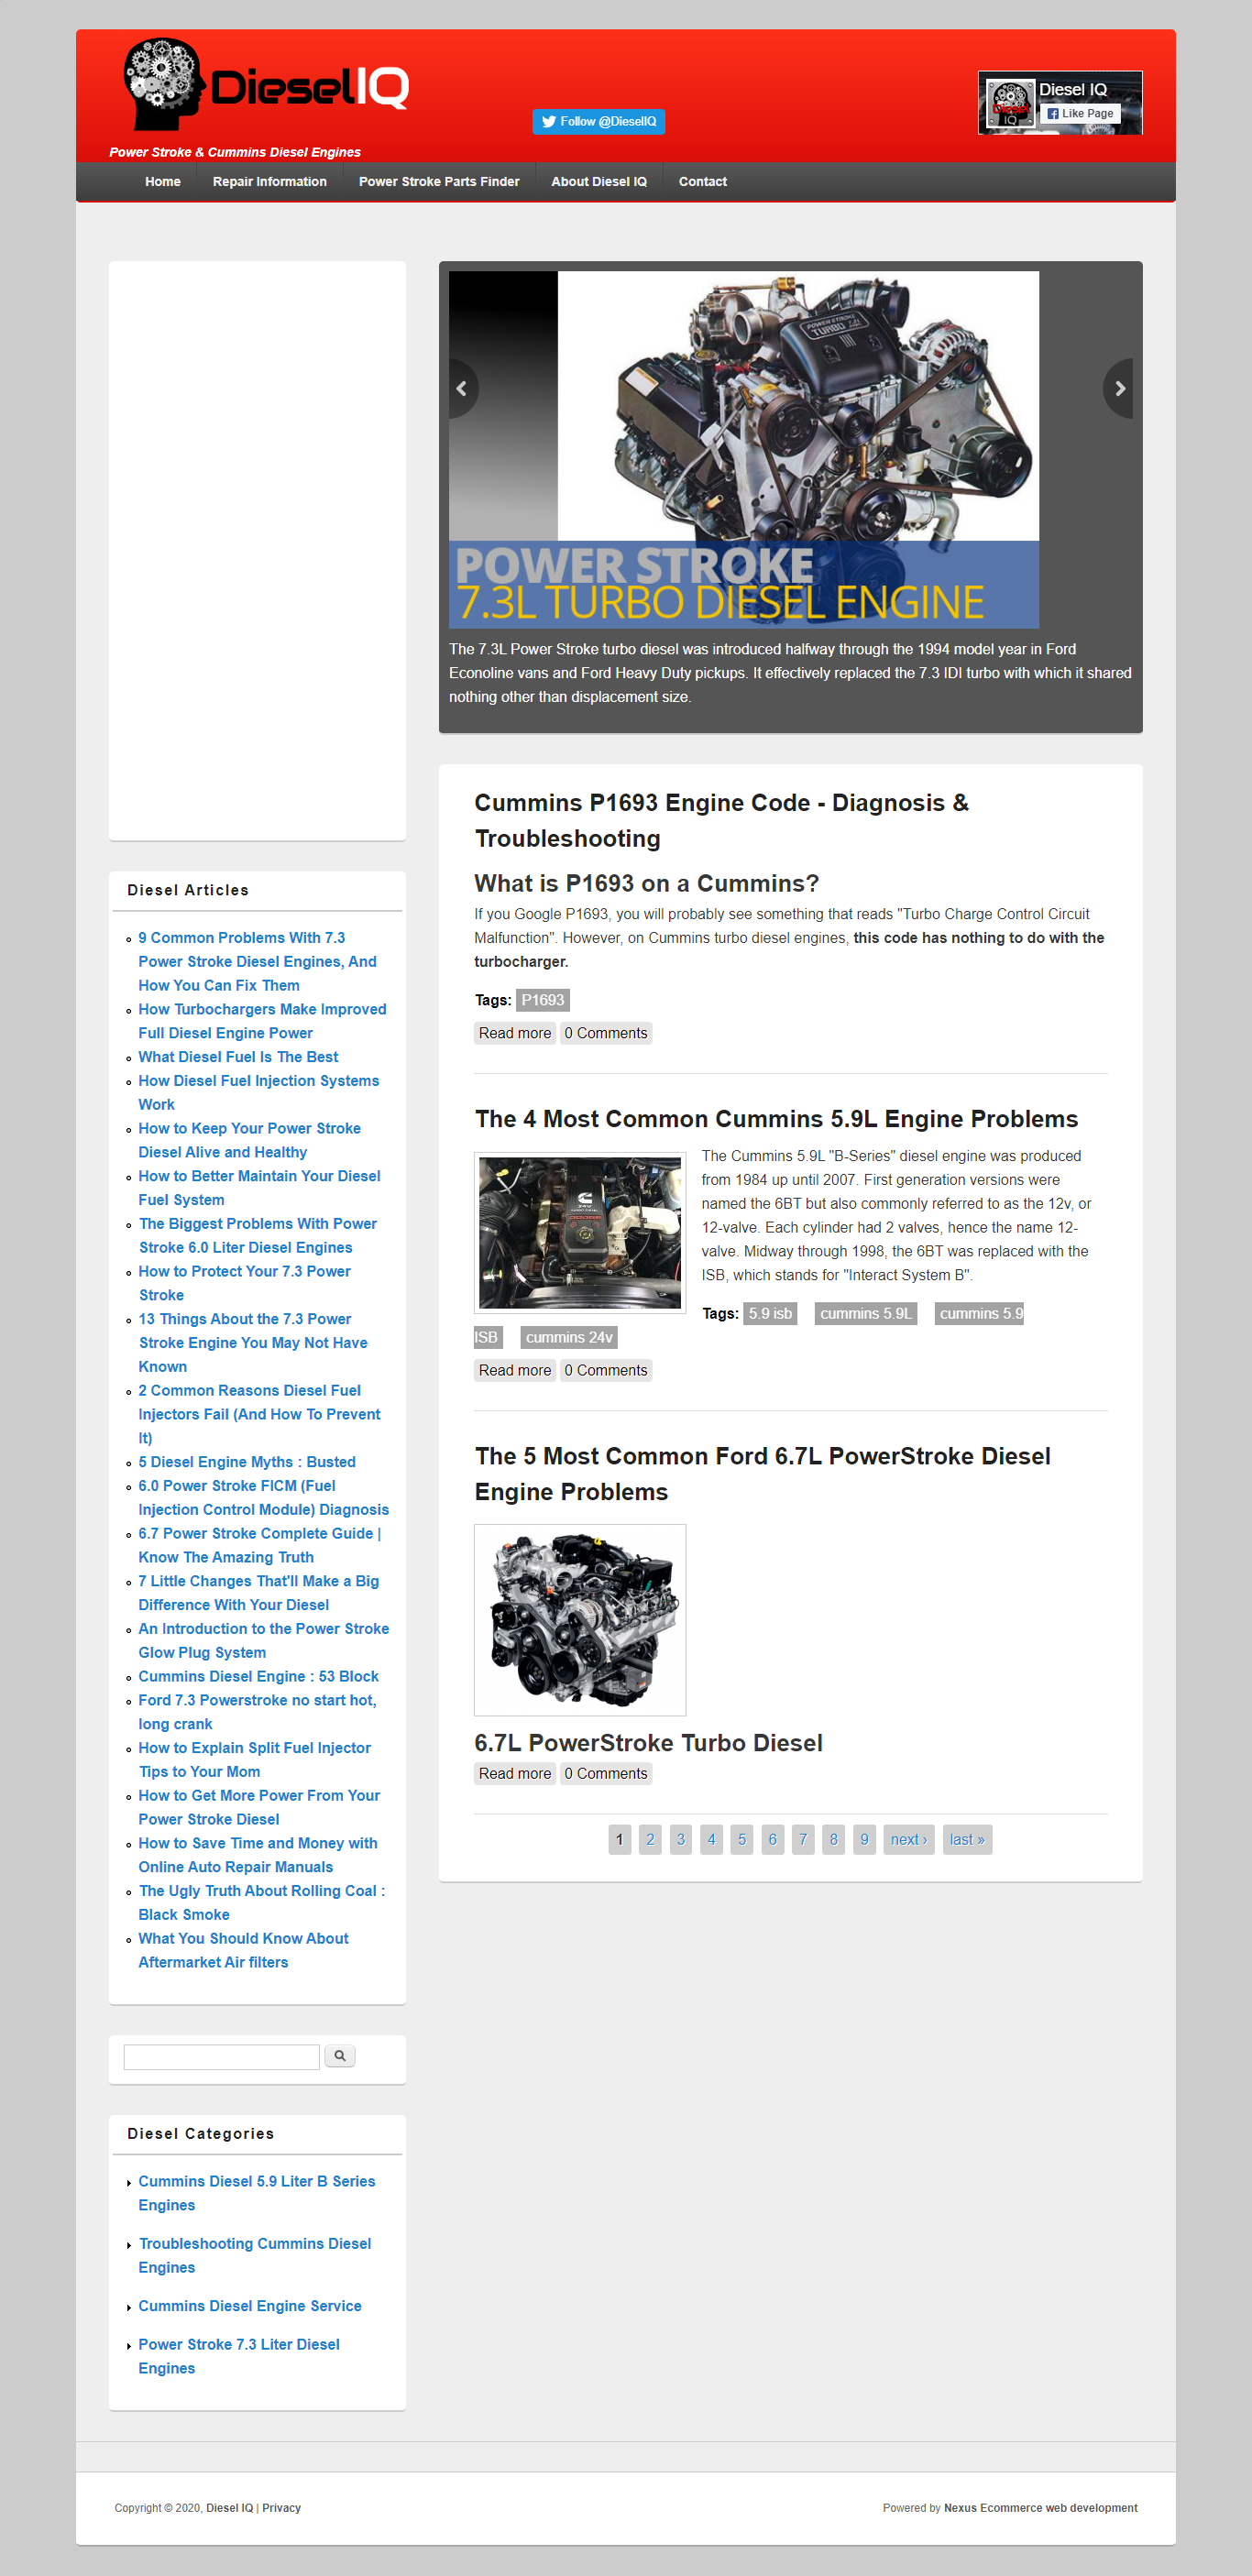 DieselIQ
Power Stroke & Cummins Diesel Engines
Follow @DieselIQ
Diesel IQ
Like Page
Diesel
IQ
Home
Repair Information
Power Stroke Parts Finder
About Diesel IQ
Contact
POWER STROKE
TURBO
POWER STROKE
7.3L TURBO DIESEL ENGINE
The 7.3L Power Stroke turbo diesel was introduced halfway through the 1994 model year in Ford
Econoline vans and Ford Heavy Duty pickups. It effectively replaced the 7.3 IDI turbo with which it shared
nothing other than displacement size.
Diesel Articles
9 Common Problems With 7.3
Power Stroke Diesel Engines, And
How You Can Fix Them
How Turbochargers Make Improved
Full Diesel Engine Power
What Diesel Fuel Is The Best
How Diesel Fuel Injection Systems
Work
How to Keep Your Power Stroke
Diesel Alive and Healthy
How to Better Maintain Your Diesel
Fuel System
The Biggest Problems With Power
Stroke 6.0 Liter Diesel Engines
How to Protect Your 7.3 Power
Stroke
13 Things About the 7.3 Power
Stroke Engine You May Not Have
Known
2 Common Reasons Diesel Fuel
Injectors Fail (And How To Prevent
It)
5 Diesel Engine Myths : Busted
6.0 Power Stroke FICM (Fuel
Injection Control Module) Diagnosis
6.7 Power Stroke Complete Guide |
Know The Amazing Truth
7 Little Changes That'll Make a Big
Difference With Your Diesel
An Introduction to the Power Stroke
Glow Plug System
Cummins Diesel Engine : 53 Block
Ford 7.3 Powerstroke no start hot,
long crank
How to Explain Split Fuel Injector
Tips to Your Mom
How to Get More Power From Your
Power Stroke Diesel
How to Save Time and Money with
Online Auto Repair Manuals
The Ugly Truth About Rolling Coal :
Black Smoke
What You Should Know About
Aftermarket Air filters
Diesel Categories
Cummins Diesel 5.9 Liter B Series
Engines
Troubleshooting Cummins Diesel
Engines
Cummins Diesel Engine Service
Power Stroke 7.3 Liter Diesel
Engines
Cummins P1693 Engine Code - Diagnosis &
Troubleshooting
What is P1693 on a Cummins?
If you Google P1693, you will probably see something that reads "Turbo Charge Control Circuit
Malfunction". However, on Cummins turbo diesel engines, this code has nothing to do with the
turbocharger.
Tags: P1693
Read more 0 Comments
The 4 Most Common Cummins 5.9L Engine Problems
24V
The Cummins 5.9L "B-Series" diesel engine was produced
from 1984 up until 2007. First generation versions were
named the 6BT but also commonly referred to as the 12v, or
12-valve. Each cylinder had 2 valves, hence the name 12-
valve. Midway through 1998, the 6BT was replaced with the
ISB, which stands for "Interact System B".
Tags: 5.9 isb cummins 5.9L cummins 5.9
ISB cummins 24v
Read more 0 Comments
The 5 Most Common Ford 6.7L PowerStroke Diesel
Engine Problems
6.7L PowerStroke Turbo Diesel
Read more 0 Comments
1 2 3 4 5 6 7 8 9 next › last »
Copyright © 2020, Diesel IQ | Privacy
Powered by Nexus Ecommerce web development